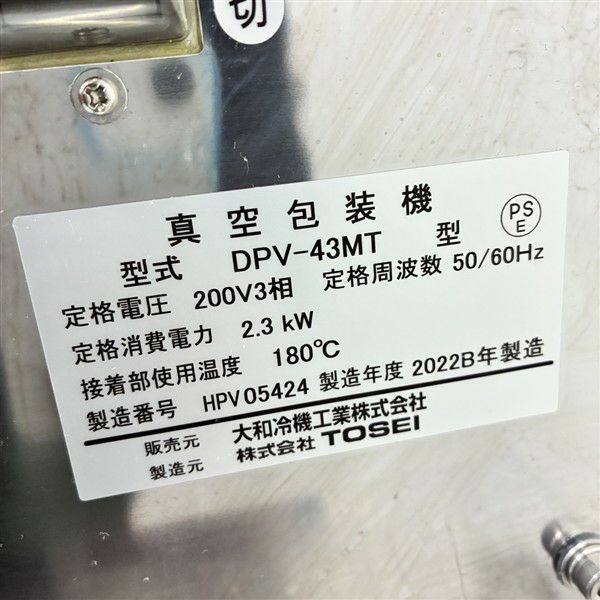 切
真空包装機
型式 DPV-43MT 型
PS
E
定格電圧 200V3相 定格周波数 50/60Hz
定格消費電力 2.3 kW
接着部使用温度 180℃
製造番号 HPV05424 製造年度 2022B年製造
販売元 大和冷機工業株式会社
製造元 株式会社 TOSEI